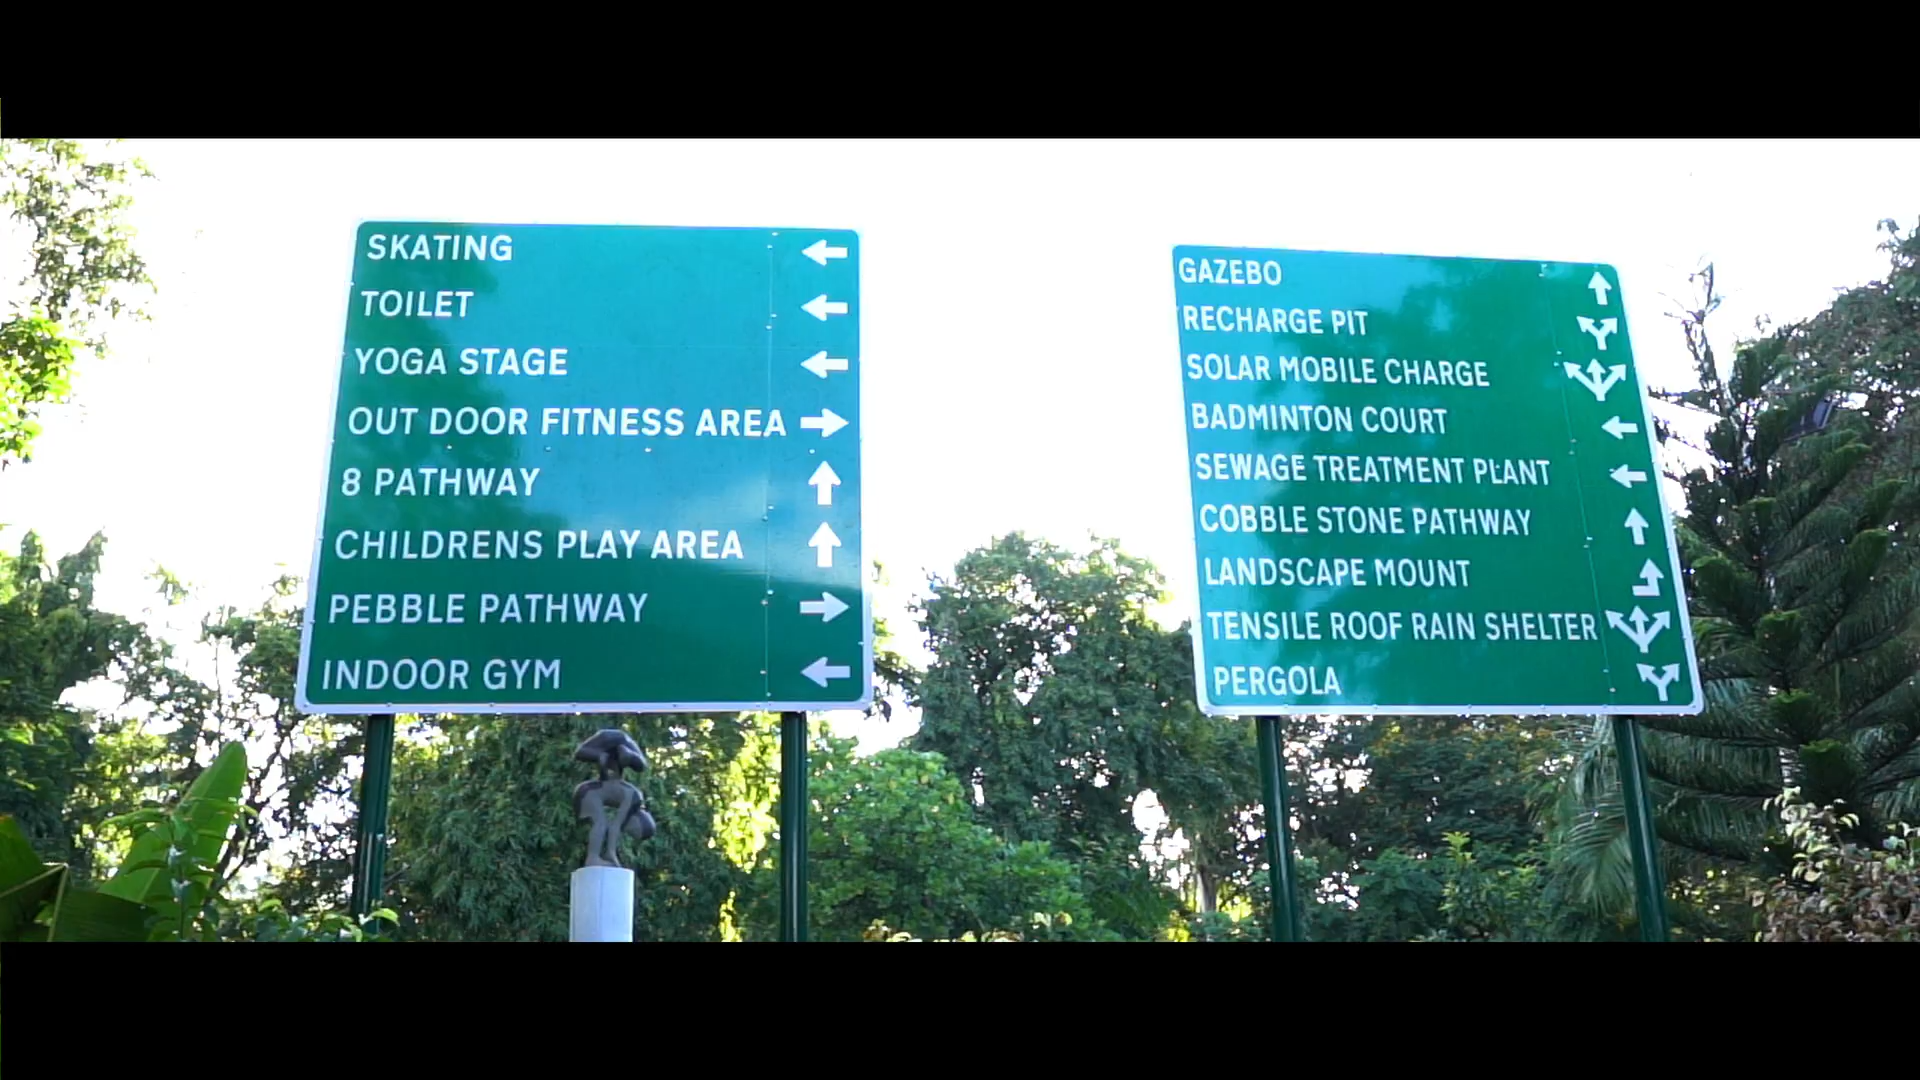 SKATING
TOILET
YOGA STAGE
OUT DOOR FITNESS AREA
8 PATHWAY
CHILDRENS PLAY AREA
PEBBLE PATHWAY
INDOOR GYM
GAZEBO
RECHARGE PIT
SOLAR MOBILE CHARGE
BADMINTON COURT
SEWAGE TREATMENT PLANT
COBBLE STONE PATHWAY
LANDSCAPE MOUNT
TENSILE ROOF RAIN SHELTER
PERGOLA